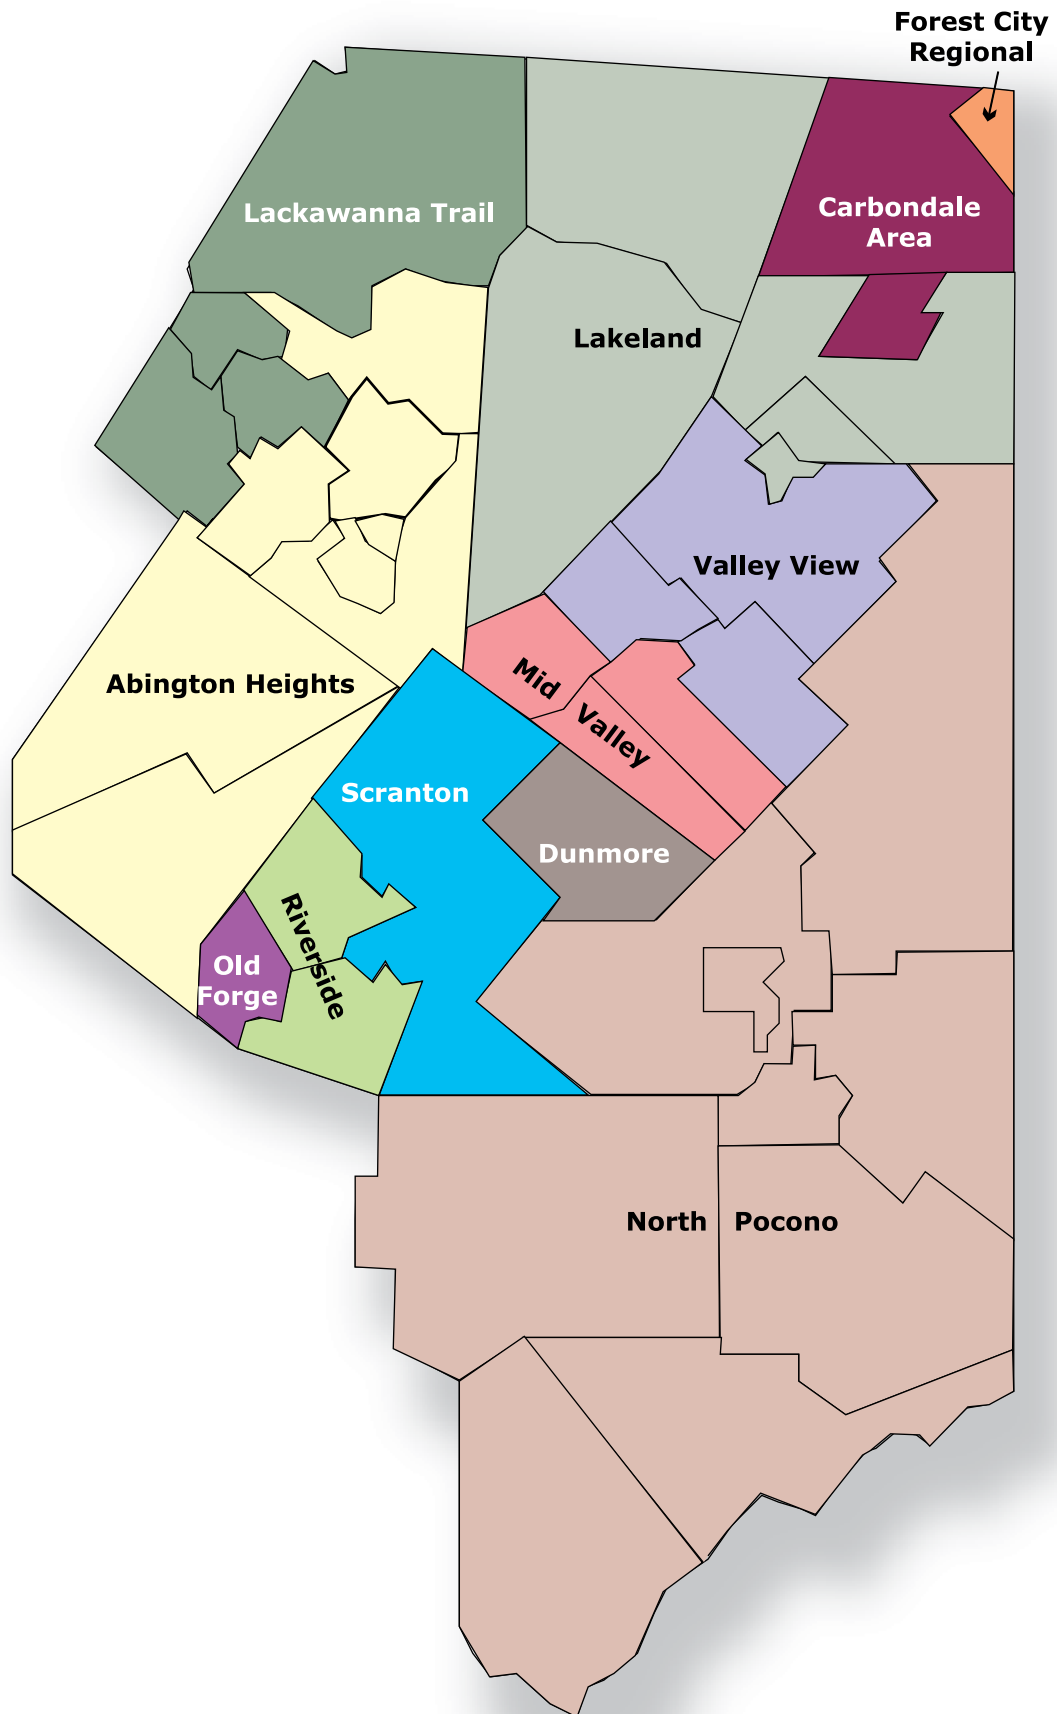 Forest City
Regional
Lackawanna Trail
Carbondale
Area
Lakeland
Valley View
Abington Heights
Mid
Valley
Scranton
Dunmore
Riverside
Old
Forge
North Pocono